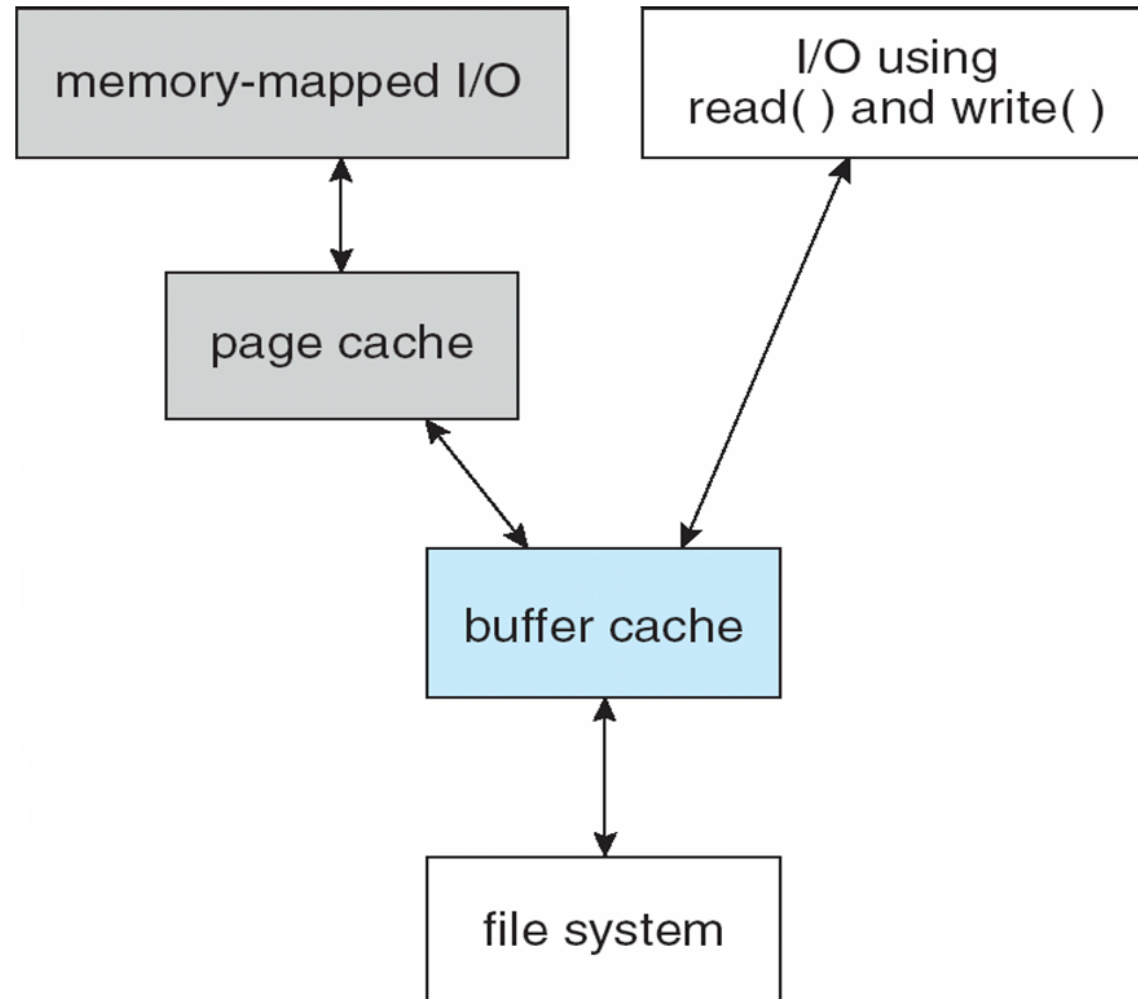 memory-mapped I/O
I/O using
read( ) and write( )
page cache
buffer cache
file system